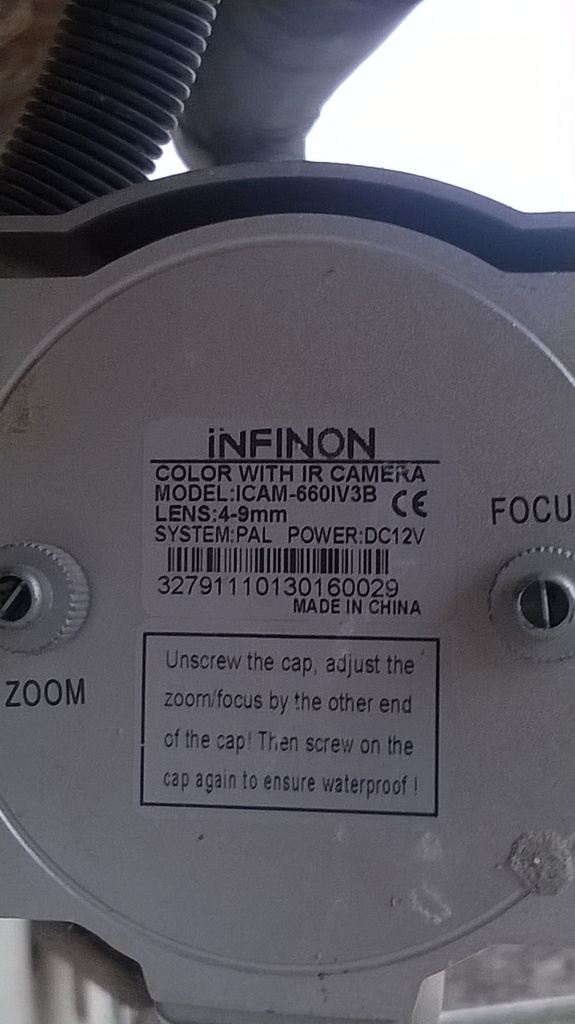 iNFINON
COLOR WITH IR CAMERA
MODEL:ICAM-660IV3B CE
LENS:4-9mm
SYSTEM:PAL POWER:DC12V
32791110130160029
MADE IN CHINA
FOCU
ZOOM
Unscrew the cap, adjust the
zoom/focus by the other end
of the cap! Then screw on the
cap again to ensure waterproof !